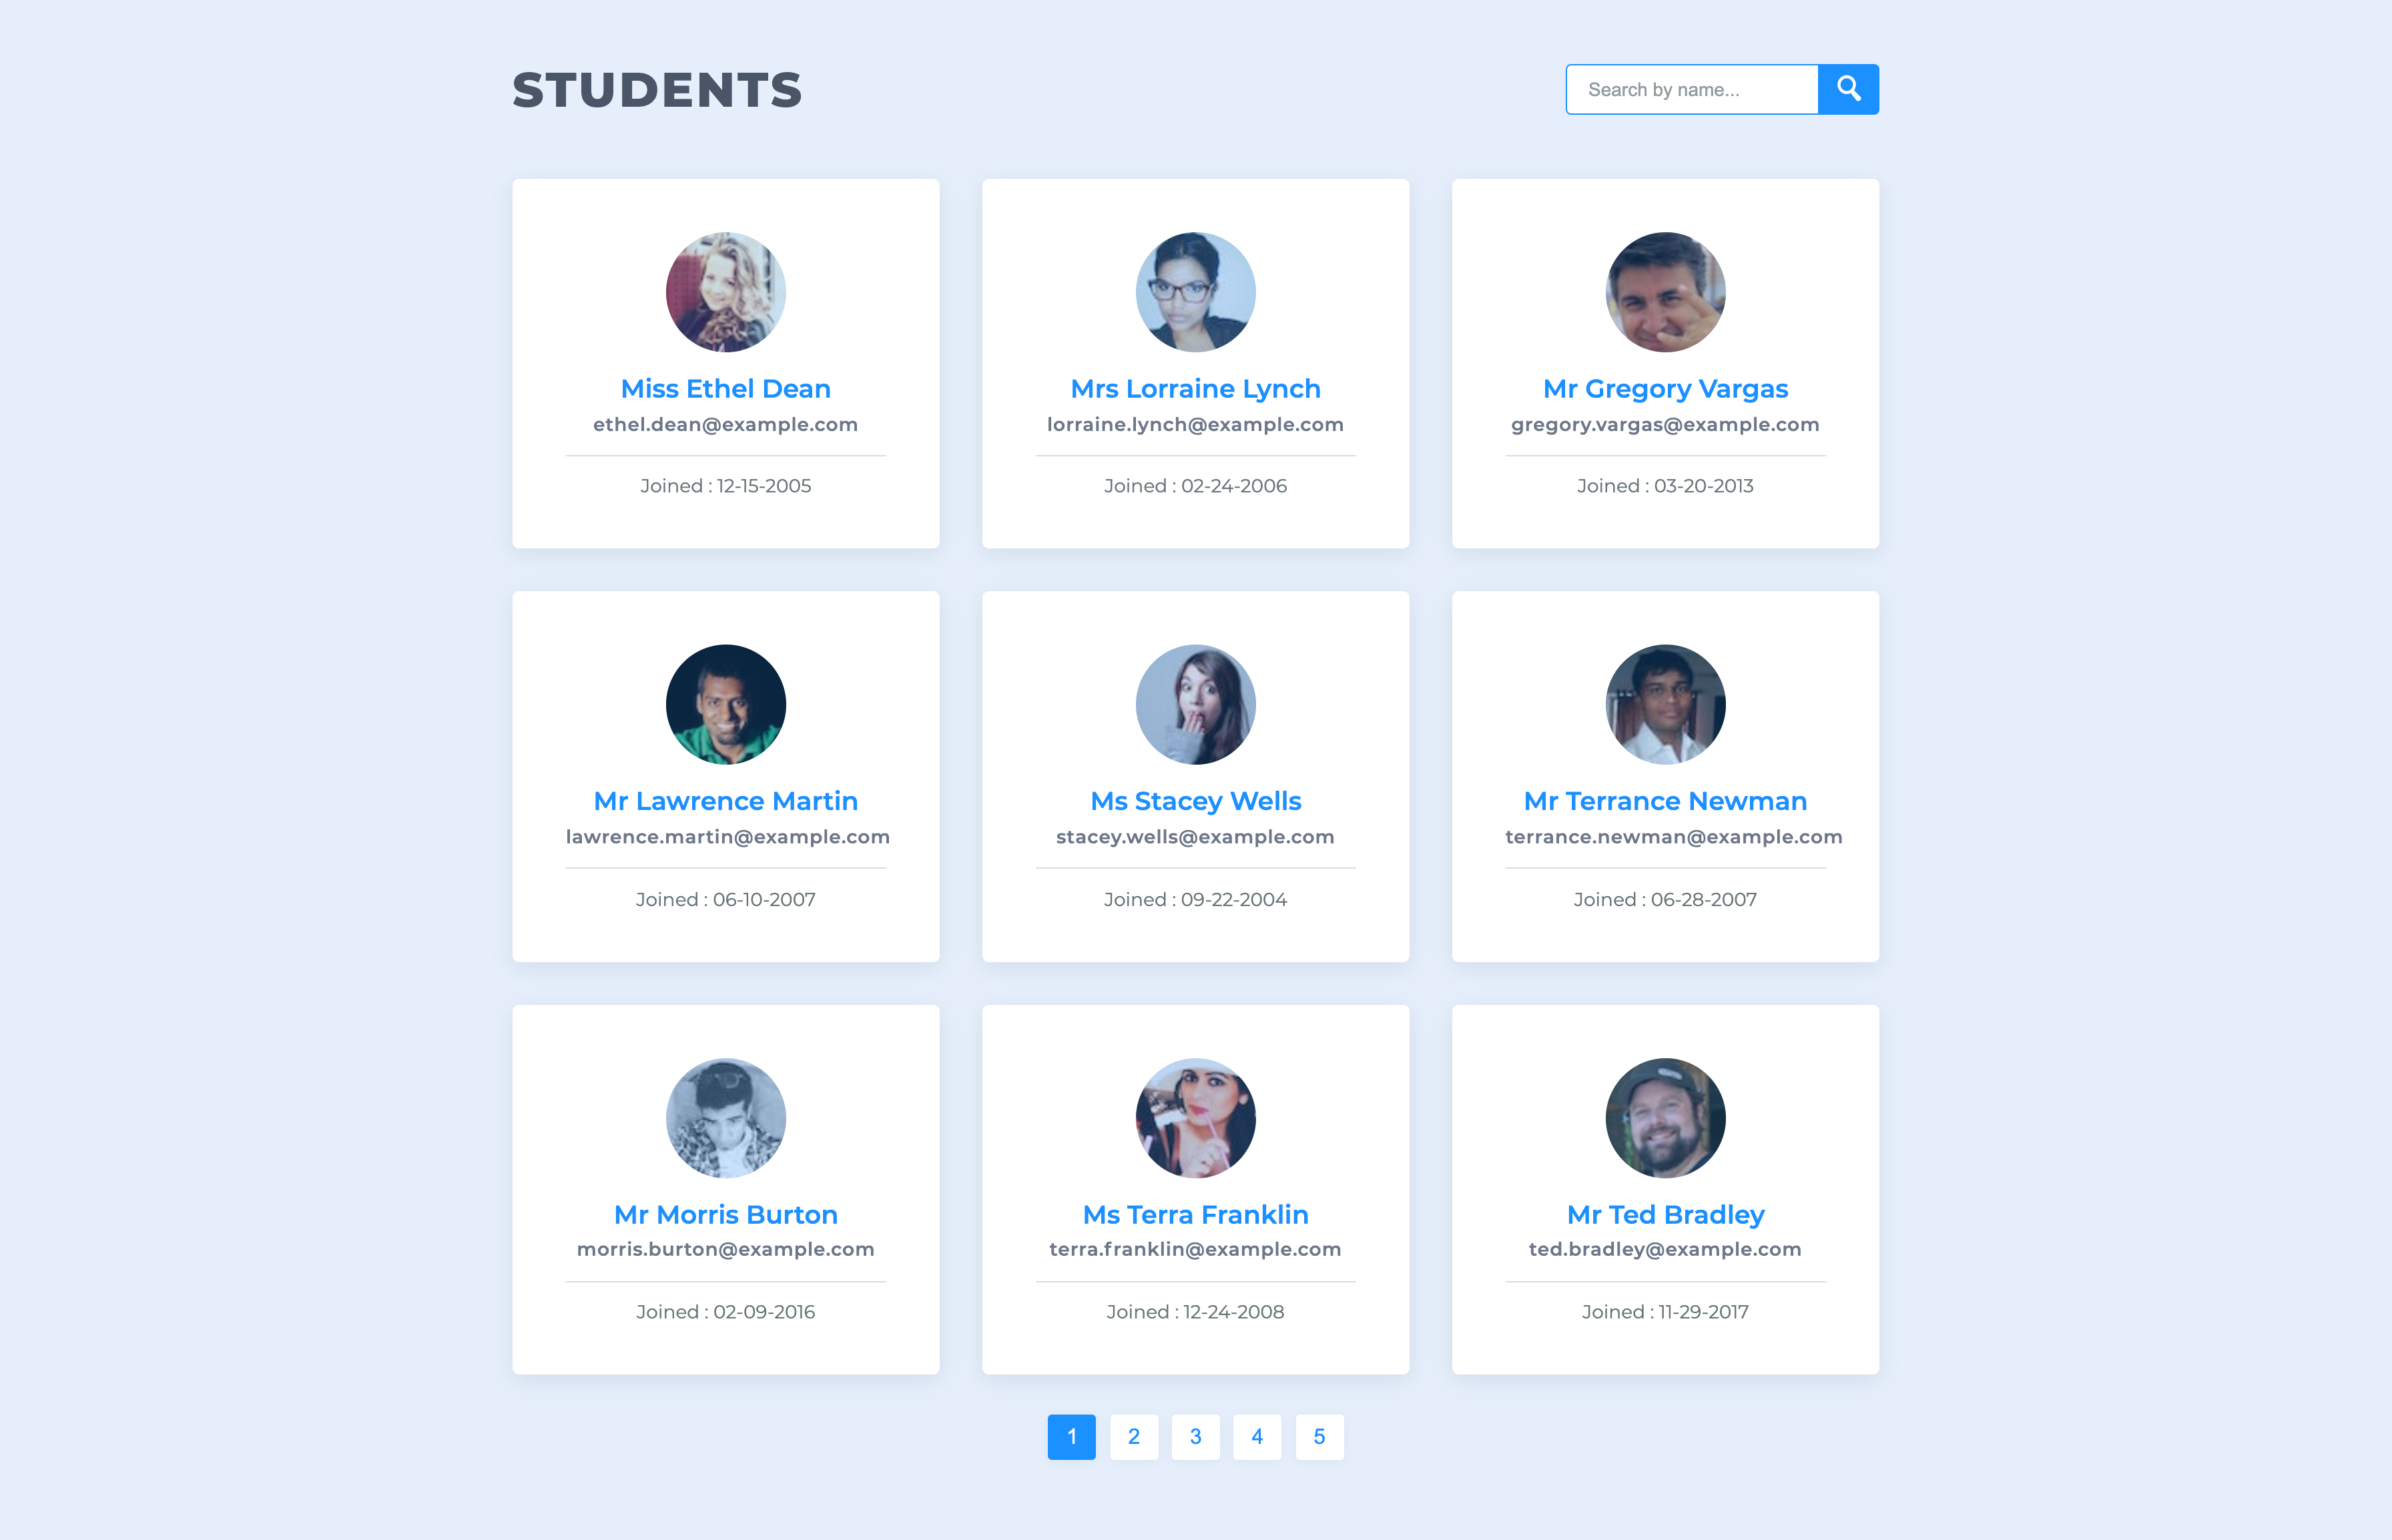 STUDENTS
Search by name...
Miss Ethel Dean
ethel.dean@example.com
Joined : 12-15-2005
Mrs Lorraine Lynch
lorraine.lynch@example.com
Joined : 02-24-2006
Mr Gregory Vargas
gregory.vargas@example.com
Joined : 03-20-2013
Mr Lawrence Martin
lawrence.martin@example.com
Joined : 06-10-2007
Ms Stacey Wells
stacey.wells@example.com
Joined : 09-22-2004
Mr Terrance Newman
terrance.newman@example.com
Joined : 06-28-2007
Mr Morris Burton
morris.burton@example.com
Joined : 02-09-2016
Ms Terra Franklin
terra.franklin@example.com
Joined : 12-24-2008
Mr Ted Bradley
ted.bradley@example.com
Joined : 11-29-2017
1 2 3 4 5